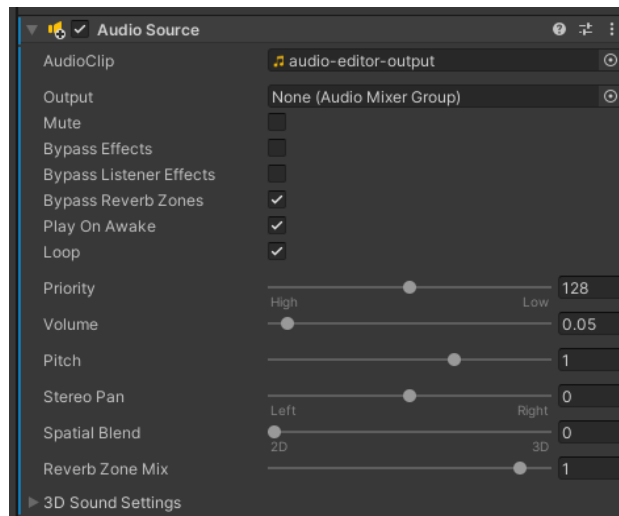 Audio Source
AudioClip audio-editor-output
Output None (Audio Mixer Group)
Mute
Bypass Effects
Bypass Listener Effects
Bypass Reverb Zones
Play On Awake
Loop
Priority 128
High Low
Volume 0.05
Pitch 1
Stereo Pan 0
Left Right
Spatial Blend 0
2D 3D
Reverb Zone Mix 1
3D Sound Settings